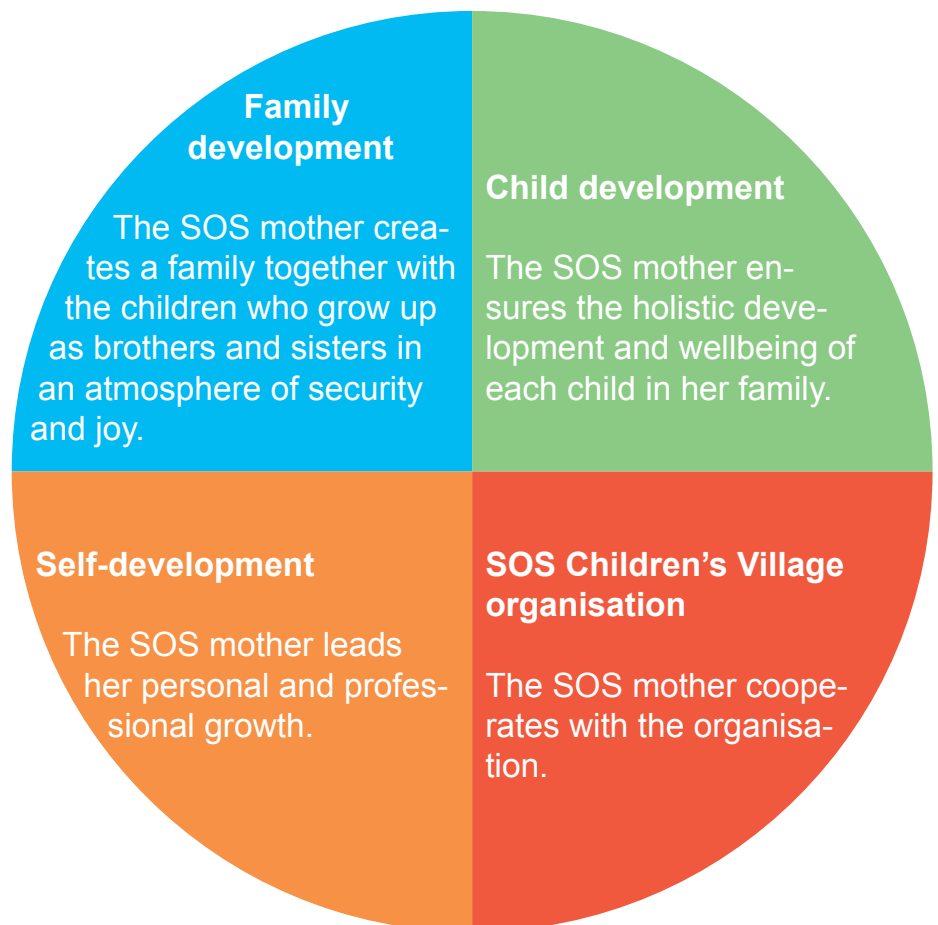 Family
development
The SOS mother crea-
tes a family together with
the children who grow up
as brothers and sisters in
an atmosphere of security
and joy.
Child development
The SOS mother en-
sures the holistic deve-
lopment and wellbeing of
each child in her family.
Self-development
The SOS mother leads
her personal and profes-
sional growth.
SOS Children’s Village
organisation
The SOS mother coope-
rates with the organisa-
tion.